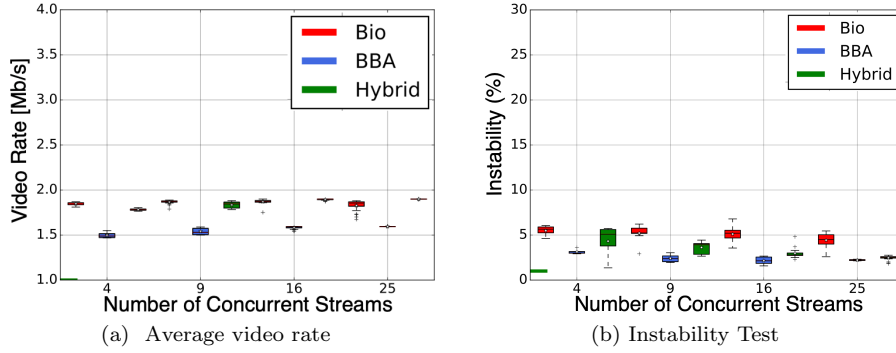 4.0
3.5
3.0
2.5
2.0
1.5
1.0
Video Rate [Mb/s]
Bio
BBA
Hybrid
4
9
16
25
Number of Concurrent Streams
(a) Average video rate
30
25
20
15
10
5
0
Instability (%)
Bio
BBA
Hybrid
4
9
16
25
Number of Concurrent Streams
(b) Instability Test